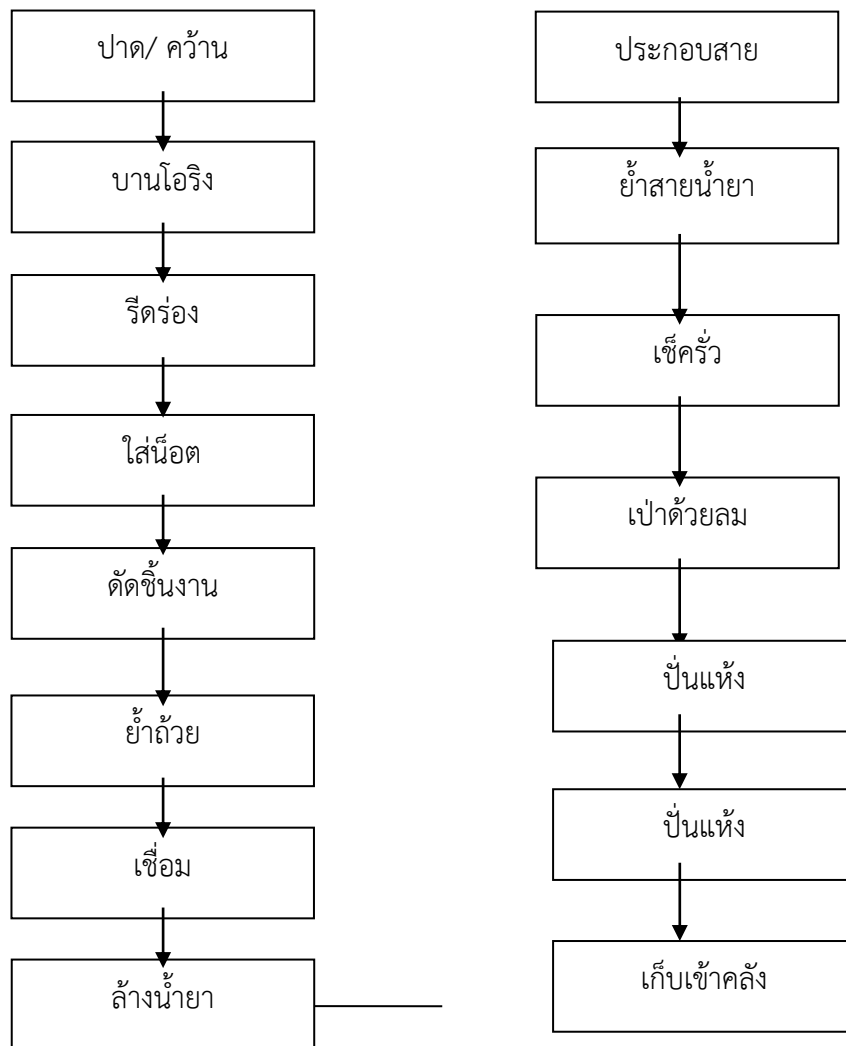 ปาด/ คว้าน
บานโอริง
รีดร่อง
ใส่น็อต
ดัดชิ้นงาน
ย้ำถ้วย
เชื่อม
ล้างน้ำยา
ประกอบสาย
ย้ำสายน้ำยา
เช็ครั่ว
เป่าด้วยลม
ปั่นแห้ง
ปั่นแห้ง
เก็บเข้าคลัง